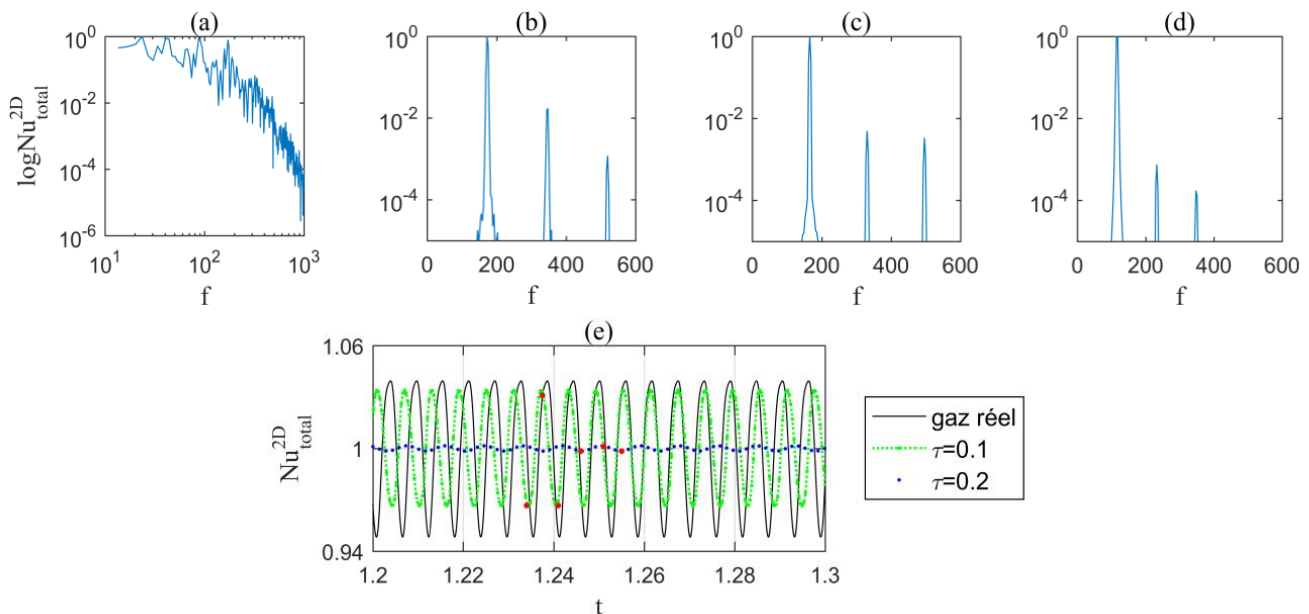 (a) (b) (c) (d)
10^0 10^0 10^0 10^0
10^-2 10^-2 10^-2 10^-2
10^-4 10^-4 10^-4 10^-4
10^-6
logNu^2D_total
10^1 10^2 10^3 0 200 400 600 0 200 400 600 0 200 400 600
f f f f
(e)
1.06
1
0.94
Nu^2D_total
1.2 1.22 1.24 1.26 1.28 1.3
t
gaz réel
τ=0.1
τ=0.2